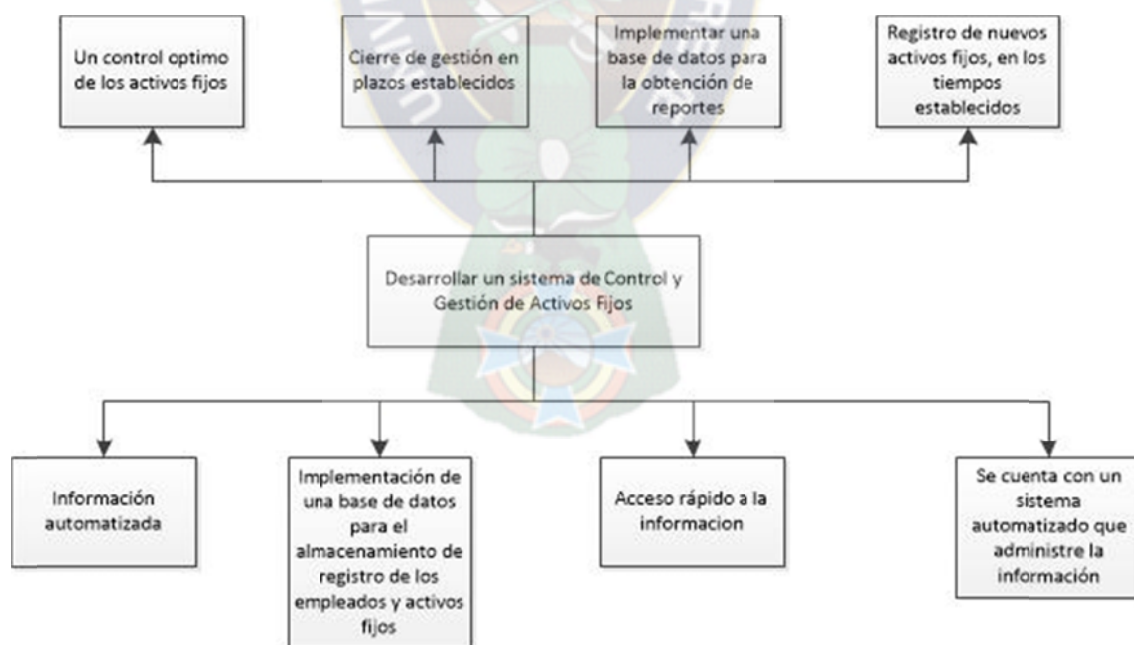 Un control optimo
de los activos fijos
Cierre de gestión en
plazos establecidos
Implementar una
base de datos para
la obtención de
reportes
Registro de nuevos
activos fijos, en los
tiempos
establecidos
Desarrollar un sistema de Control y
Gestión de Activos Fijos
Información
automatizada
Implementación de
una base de datos
para el
almacenamiento de
registro de los
empleados y activos
fijos
Acceso rápido a la
informacion
Se cuenta con un
sistema
automatizado que
administre la
información